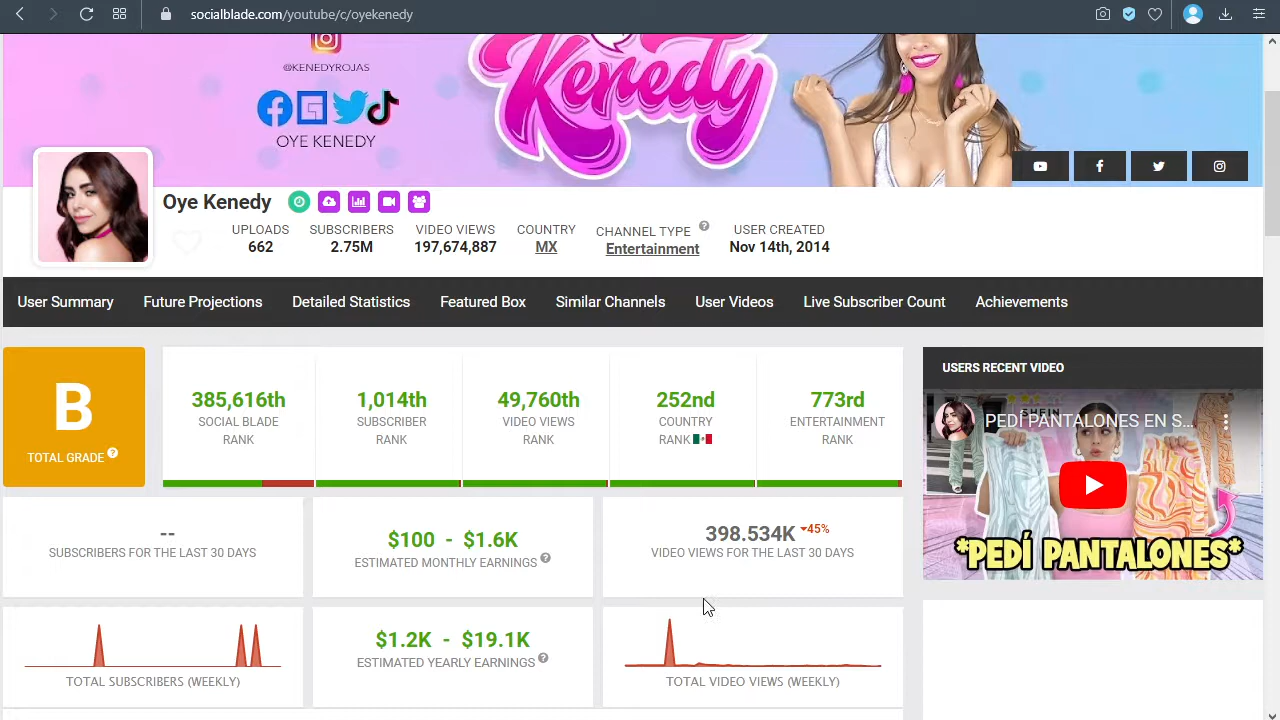 socialblade.com/youtube/c/oyekenedy
@KENEDYROJAS
OYE KENEDY
Kenedy
Oye Kenedy
UPLOADS
662
SUBSCRIBERS
2.75M
VIDEO VIEWS
197,674,887
COUNTRY
MX
CHANNEL TYPE ?
Entertainment
USER CREATED
Nov 14th, 2014
User Summary
Future Projections
Detailed Statistics
Featured Box
Similar Channels
User Videos
Live Subscriber Count
Achievements
B
TOTAL GRADE ?
385,616th
SOCIAL BLADE
RANK
1,014th
SUBSCRIBER
RANK
49,760th
VIDEO VIEWS
RANK
252nd
COUNTRY
RANK
773rd
ENTERTAINMENT
RANK
USERS RECENT VIDEO
SHEIN
PEDÍ PANTALONES EN S...
*PEDÍ PANTALONES*
--
SUBSCRIBERS FOR THE LAST 30 DAYS
$100 - $1.6K
ESTIMATED MONTHLY EARNINGS ?
398.534K -45%
VIDEO VIEWS FOR THE LAST 30 DAYS
TOTAL SUBSCRIBERS (WEEKLY)
$1.2K - $19.1K
ESTIMATED YEARLY EARNINGS ?
TOTAL VIDEO VIEWS (WEEKLY)